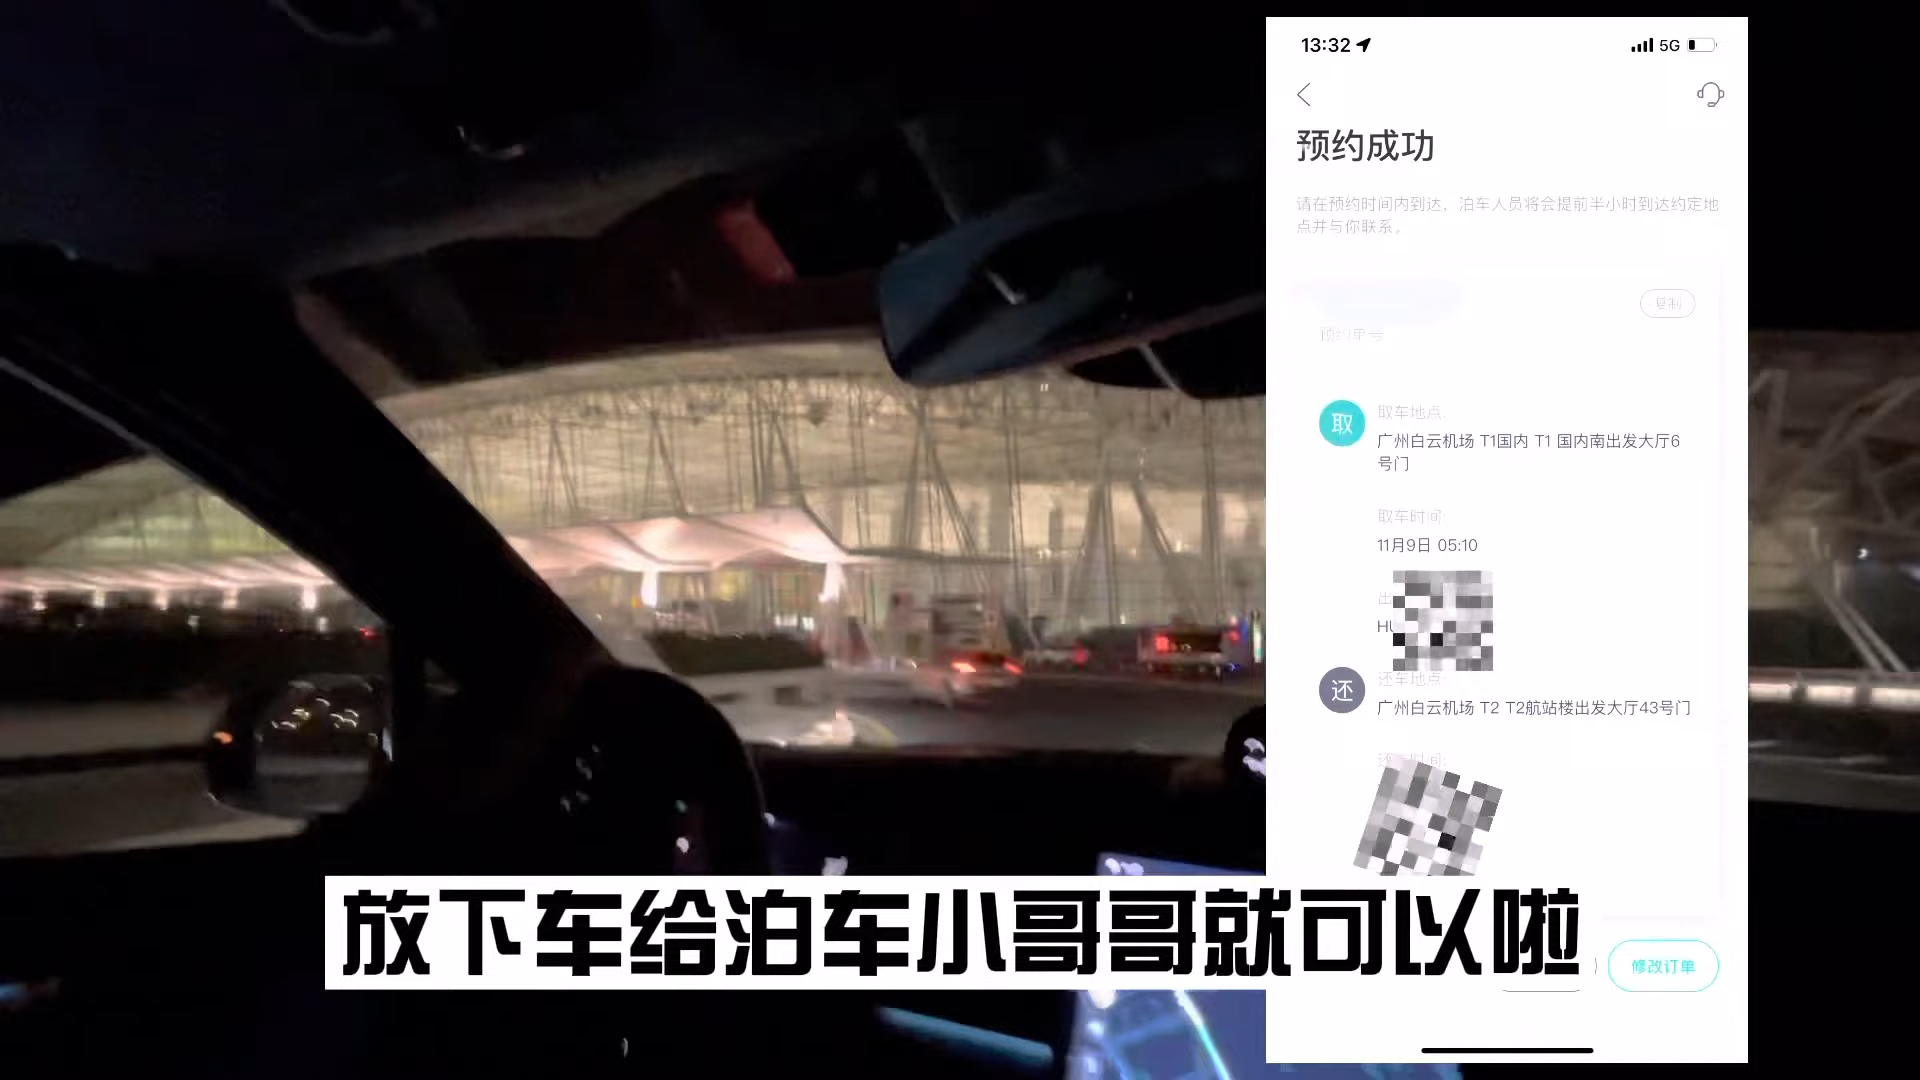 13:32
5G
预约成功
请在预约时间内到达，泊车人员将会提前半小时到达约定地
点并与你联系。
复制
预约单号
取
取车地点:
广州白云机场 T1国内 T1 国内南出发大厅6
号门
取车时间:
11月9日 05:10
出
还
还车地点:
广州白云机场 T2 T2航站楼出发大厅43号门
还车时间:
放下车给泊车小哥哥就可以啦
修改订单